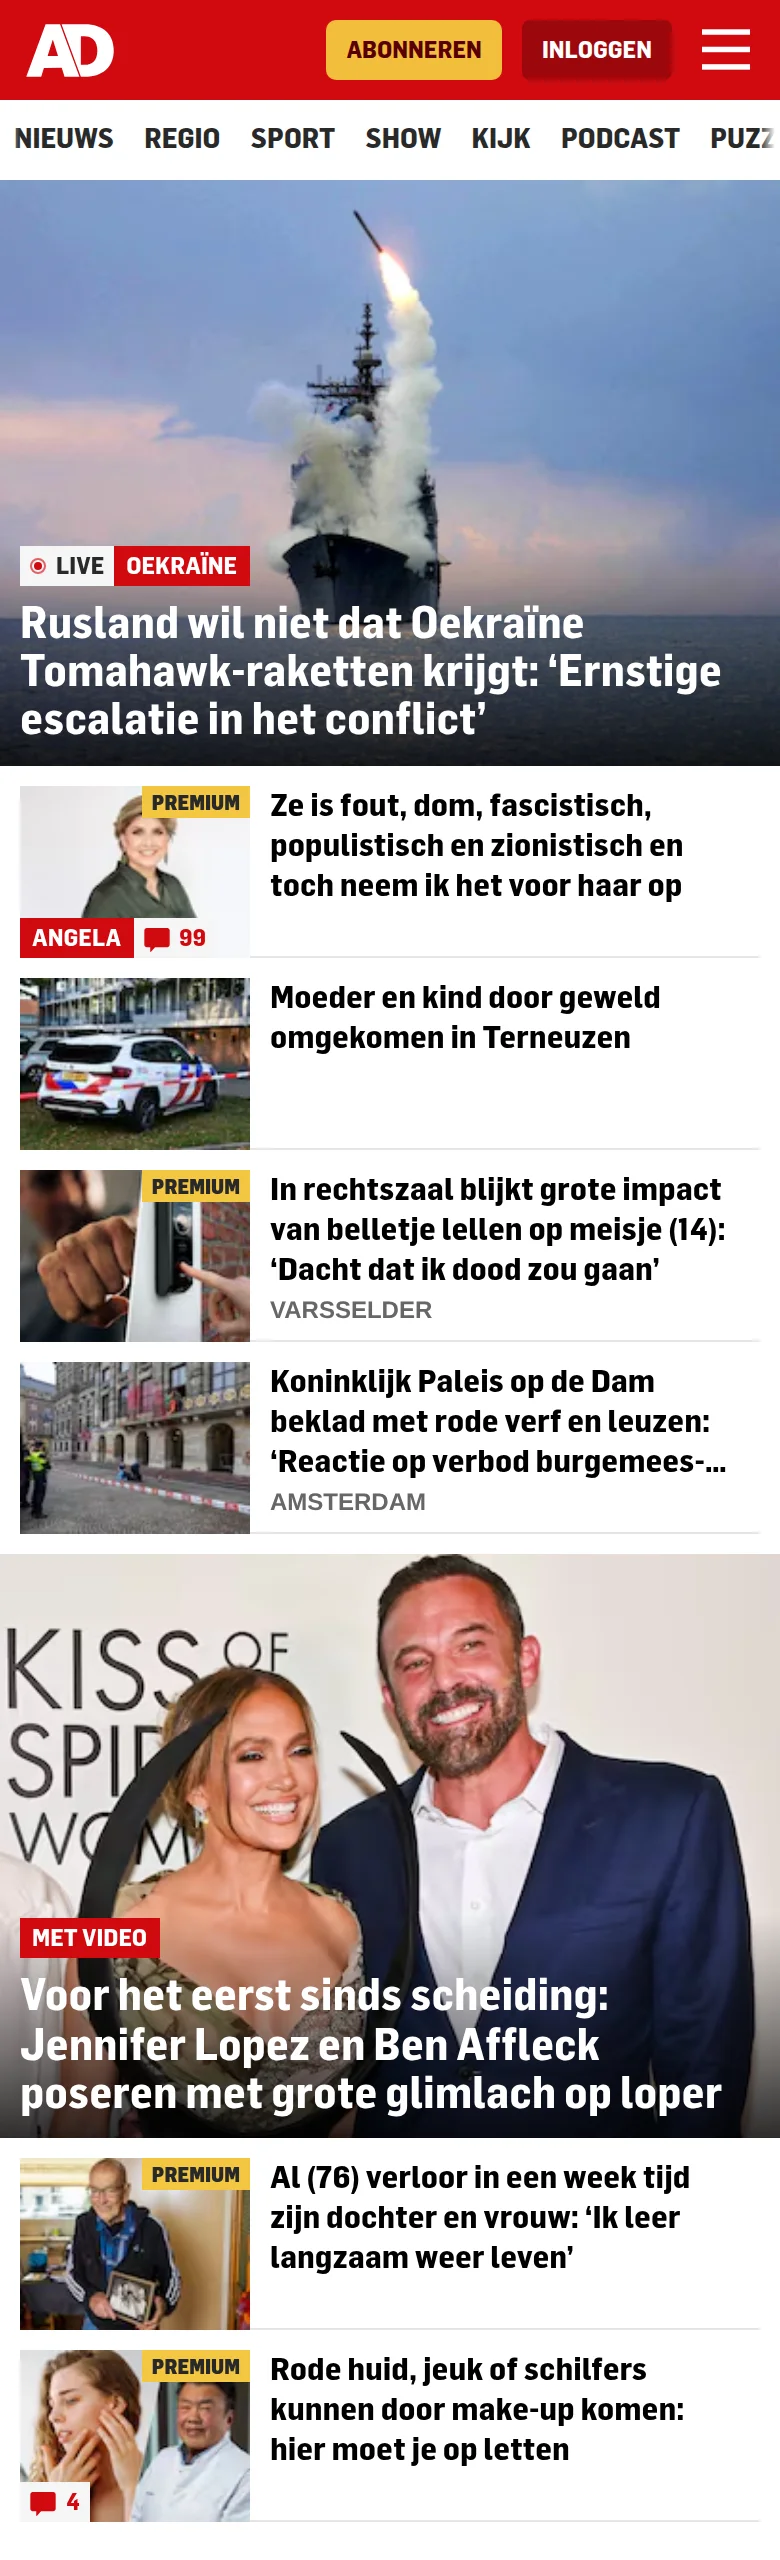 AD
ABONNEREN
INLOGGEN
NIEUWS REGIO SPORT SHOW KIJK PODCAST PUZZ
LIVE OEKRAÏNE
Rusland wil niet dat Oekraïne
Tomahawk-raketten krijgt: ‘Ernstige
escalatie in het conflict’
PREMIUM
ANGELA 99
Ze is fout, dom, fascistisch,
populistisch en zionistisch en
toch neem ik het voor haar op
Moeder en kind door geweld
omgekomen in Terneuzen
PREMIUM
In rechtszaal blijkt grote impact
van belletje lellen op meisje (14):
‘Dacht dat ik dood zou gaan’
VARSSELDER
Koninklijk Paleis op de Dam
beklad met rode verf en leuzen:
‘Reactie op verbod burgemees-...
AMSTERDAM
KISS OF
SPI
WOM
MET VIDEO
Voor het eerst sinds scheiding:
Jennifer Lopez en Ben Affleck
poseren met grote glimlach op loper
PREMIUM
Al (76) verloor in een week tijd
zijn dochter en vrouw: ‘Ik leer
langzaam weer leven’
PREMIUM
4
Rode huid, jeuk of schilfers
kunnen door make-up komen:
hier moet je op letten